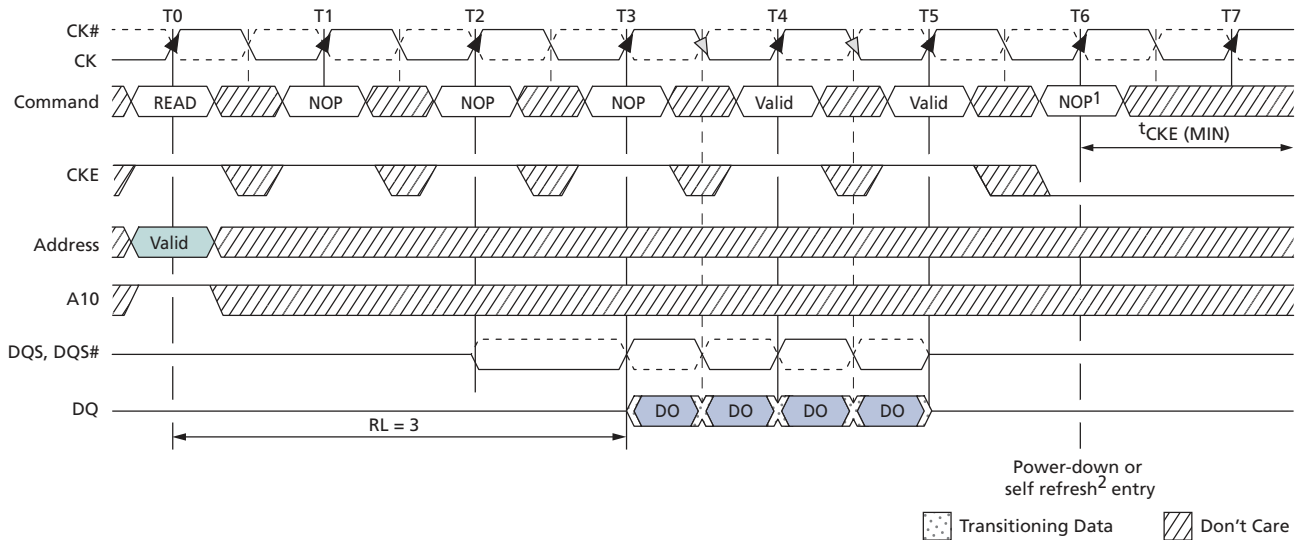 T0 T1 T2 T3 T4 T5 T6 T7
CK#
CK
Command READ NOP NOP NOP Valid Valid NOP1
tCKE (MIN)
CKE
Address Valid
A10
DQS, DQS#
DQ DO DO DO DO
RL = 3
Power-down or
self refresh2 entry
Transitioning Data Don't Care